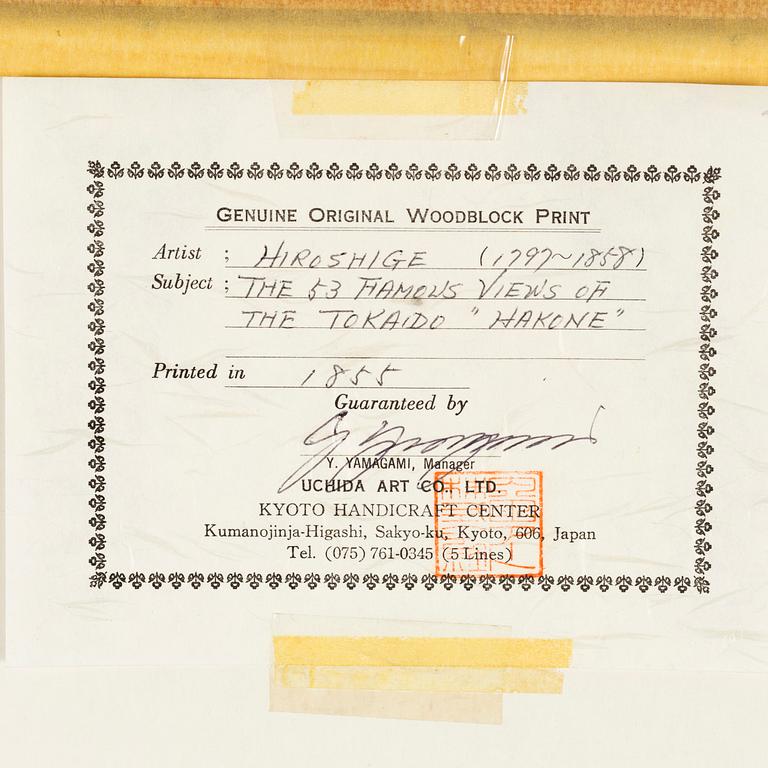 GENUINE ORIGINAL WOODBLOCK PRINT
Artist ; HIROSHIGE (1797~1858)
Subject ; THE 53 FAMOUS VIEWS OF
THE TOKAIDO "HAKONE"
Printed in 1855
Guaranteed by
Y. YAMAGAMI, Manager
UCHIDA ART CO., LTD.
KYOTO HANDICRAFT CENTER
Kumanojinja-Higashi, Sakyo-ku, Kyoto, 606, Japan
Tel. (075) 761-0345 (5 Lines)